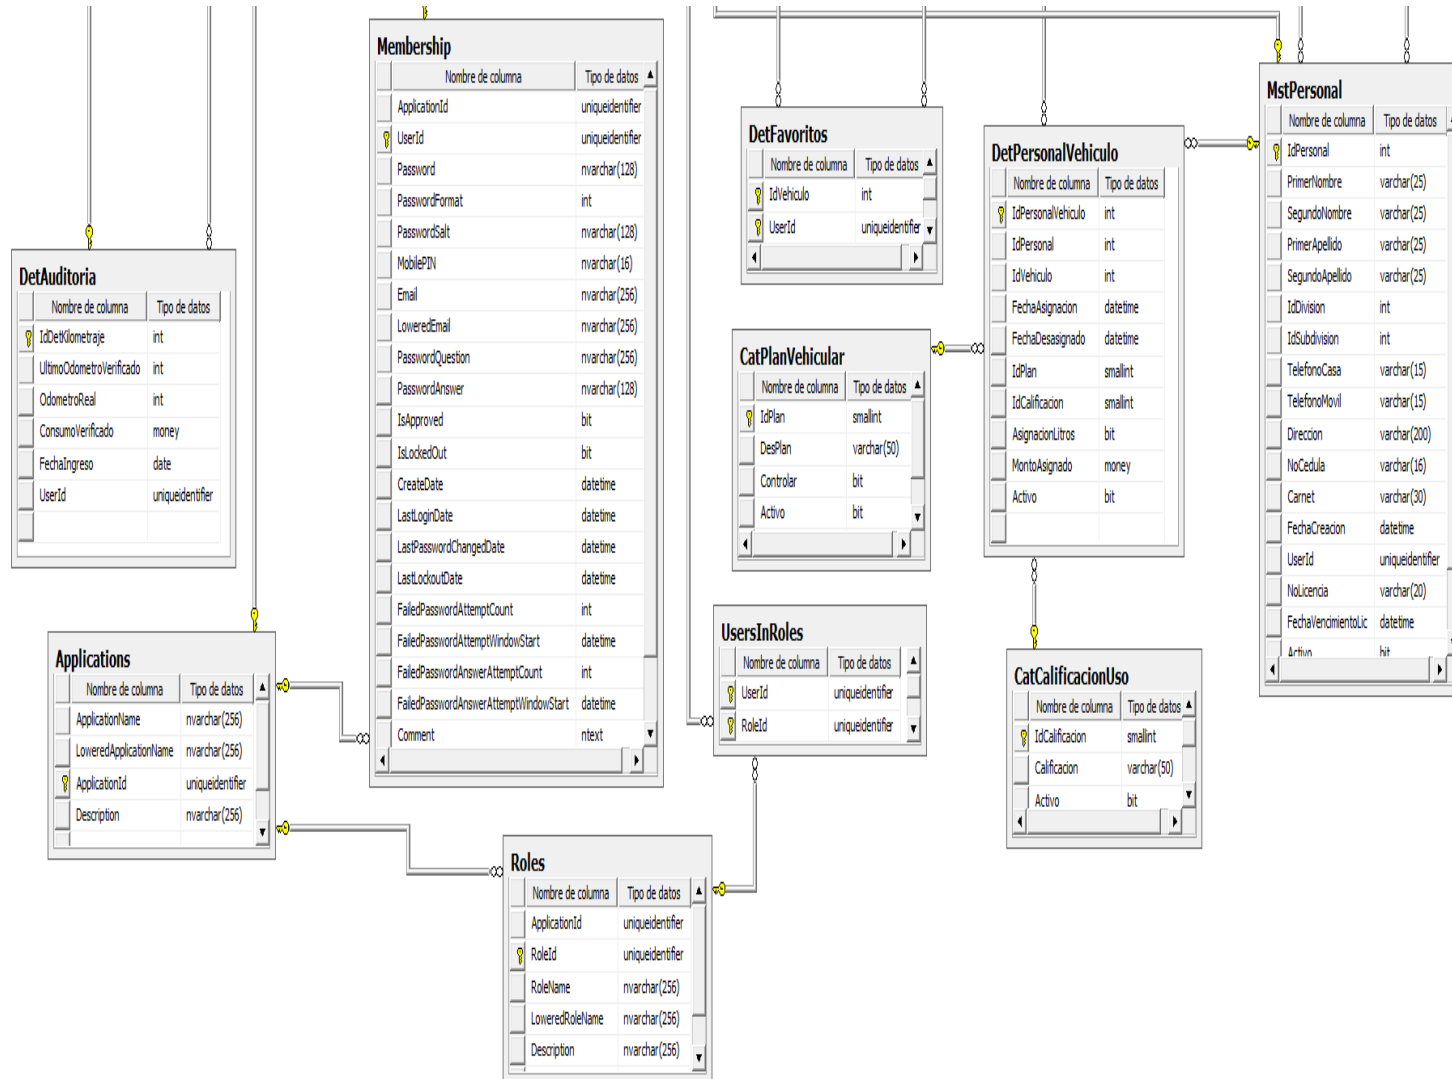 Membership
Nombre de columna Tipo de datos
ApplicationId uniqueidentifier
UserId uniqueidentifier
Password nvarchar(128)
PasswordFormat int
PasswordSalt nvarchar(128)
MobilePIN nvarchar(16)
Email nvarchar(256)
LoweredEmail nvarchar(256)
PasswordQuestion nvarchar(256)
PasswordAnswer nvarchar(128)
IsApproved bit
IsLockedOut bit
CreateDate datetime
LastLoginDate datetime
LastPasswordChangedDate datetime
LastLockoutDate datetime
FailedPasswordAttemptCount int
FailedPasswordAttemptWindowStart datetime
FailedPasswordAnswerAttemptCount int
FailedPasswordAnswerAttemptWindowStart datetime
Comment ntext
MstPersonal
Nombre de columna Tipo de datos
IdPersonal int
PrimerNombre varchar(25)
SegundoNombre varchar(25)
PrimerApellido varchar(25)
SegundoApellido varchar(25)
IdDivision int
IdSubdivision int
TelefonoCasa varchar(15)
TelefonoMovil varchar(15)
Direccion varchar(200)
NoCedula varchar(16)
Carnet varchar(30)
FechaCreacion datetime
UserId uniqueidentifier
NoLicencia varchar(20)
FechaVencimientoLic datetime
Activo bit
DetFavoritos
Nombre de columna Tipo de datos
IdVehiculo int
UserId uniqueidentifier
DetPersonalVehiculo
Nombre de columna Tipo de datos
IdPersonalVehiculo int
IdPersonal int
IdVehiculo int
FechaAsignacion datetime
FechaDesasignado datetime
IdPlan smallint
IdCalificacion smallint
AsignacionLitros bit
MontoAsignado money
Activo bit
DetAuditoria
Nombre de columna Tipo de datos
IdDetKilometraje int
UltimoOdometroVerificado int
OdometroReal int
ConsumoVerificado money
FechaIngreso date
UserId uniqueidentifier
CatPlanVehicular
Nombre de columna Tipo de datos
IdPlan smallint
DesPlan varchar(50)
Controlar bit
Activo bit
UsersInRoles
Nombre de columna Tipo de datos
UserId uniqueidentifier
RoleId uniqueidentifier
Applications
Nombre de columna Tipo de datos
ApplicationName nvarchar(256)
LoweredApplicationName nvarchar(256)
ApplicationId uniqueidentifier
Description nvarchar(256)
CatCalificacionUso
Nombre de columna Tipo de datos
IdCalificacion smallint
Calificacion varchar(50)
Activo bit
Roles
Nombre de columna Tipo de datos
ApplicationId uniqueidentifier
RoleId uniqueidentifier
RoleName nvarchar(256)
LoweredRoleName nvarchar(256)
Description nvarchar(256)